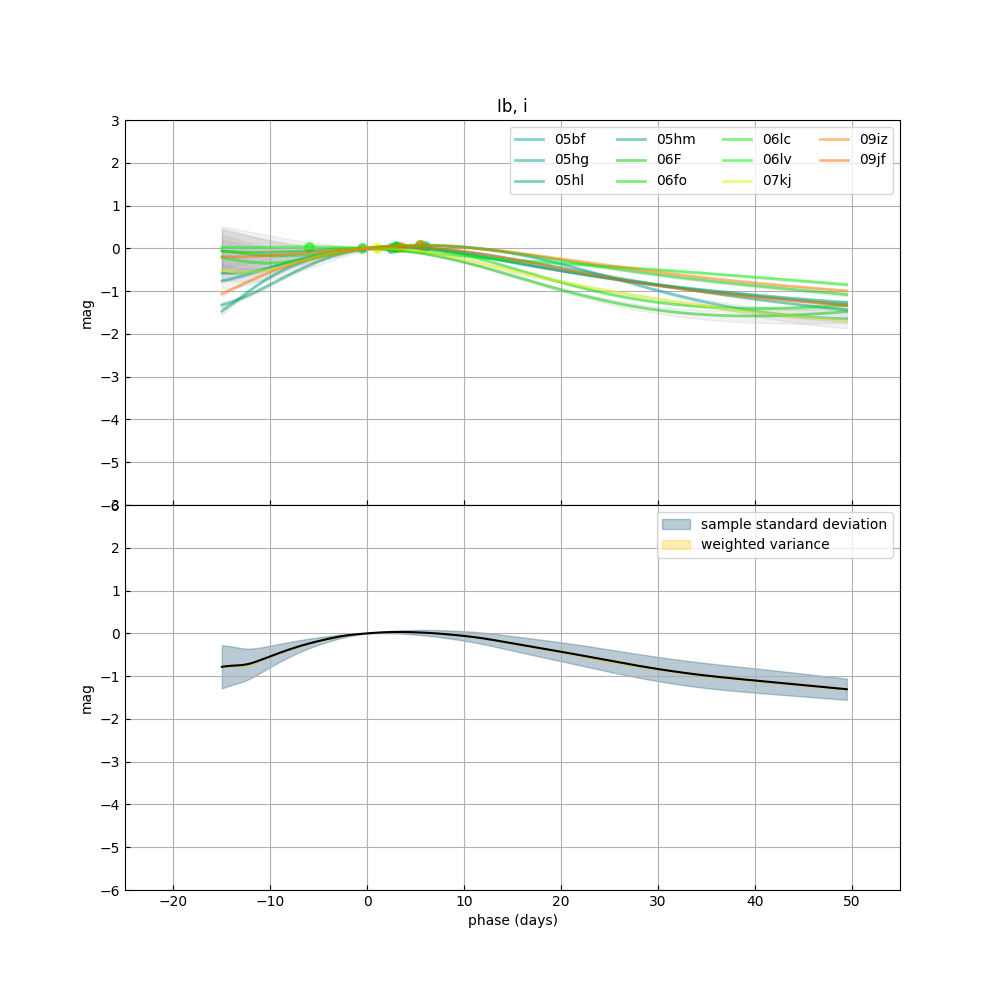 Ib, i
3
05bf 05hm 06lc 09iz
2
05hg 06F 06lv 09jf
05hl 06fo 07kj
1
0
−1
mag
−2
−3
−4
−5
−6
3
sample standard deviation
2
weighted variance
1
0
−1
mag
−2
−3
−4
−5
−6
−20 −10 0 10 20 30 40 50
phase (days)